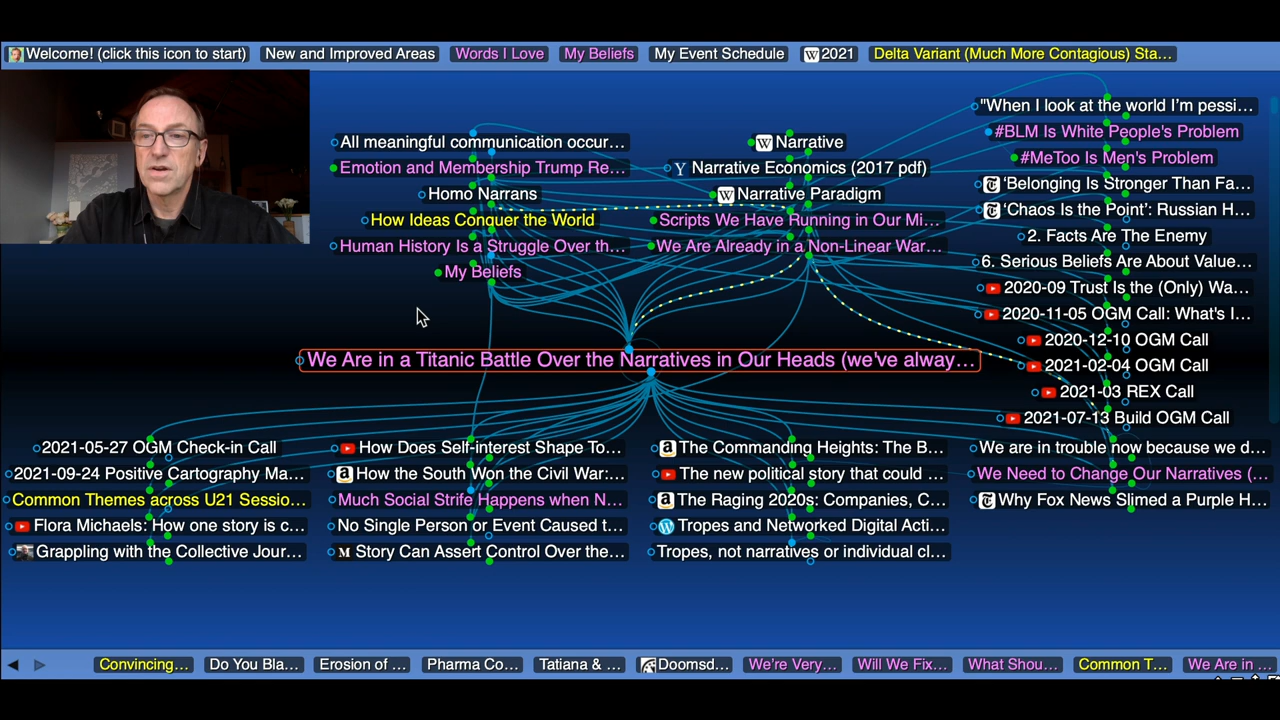 Welcome! (click this icon to start)
New and Improved Areas
Words I Love
My Beliefs
My Event Schedule
W 2021
Delta Variant (Much More Contagious) Sta…
All meaningful communication occur…
Emotion and Membership Trump Re…
Homo Narrans
How Ideas Conquer the World
Human History Is a Struggle Over th…
My Beliefs
W Narrative
Y Narrative Economics (2017 pdf)
W Narrative Paradigm
Scripts We Have Running in Our Mi…
We Are Already in a Non-Linear War…
"When I look at the world I'm pessi…
#BLM Is White People's Problem
#MeToo Is Men's Problem
'Belonging Is Stronger Than Fa…
'Chaos Is the Point': Russian H…
2. Facts Are The Enemy
6. Serious Beliefs Are About Value…
2020-09 Trust Is the (Only) Wa…
2020-11-05 OGM Call: What's I…
2020-12-10 OGM Call
2021-02-04 OGM Call
2021-03 REX Call
2021-07-13 Build OGM Call
We Are in a Titanic Battle Over the Narratives in Our Heads (we've alway…
2021-05-27 OGM Check-in Call
2021-09-24 Positive Cartography Ma…
Common Themes across U21 Sessio…
Flora Michaels: How one story is c…
Grappling with the Collective Jour…
How Does Self-interest Shape To…
a How the South Won the Civil War:…
Much Social Strife Happens when N…
No Single Person or Event Caused t…
M Story Can Assert Control Over the…
a The Commanding Heights: The B…
The new political story that could …
a The Raging 2020s: Companies, C…
W Tropes and Networked Digital Acti…
Tropes, not narratives or individual cl…
We are in trouble now because we d…
We Need to Change Our Narratives (…
Why Fox News Slimed a Purple H…
Convincing…
Do You Bla…
Erosion of …
Pharma Co…
Tatiana & …
Doomsd…
We're Very…
Will We Fix…
What Shou…
Common T…
We Are in …